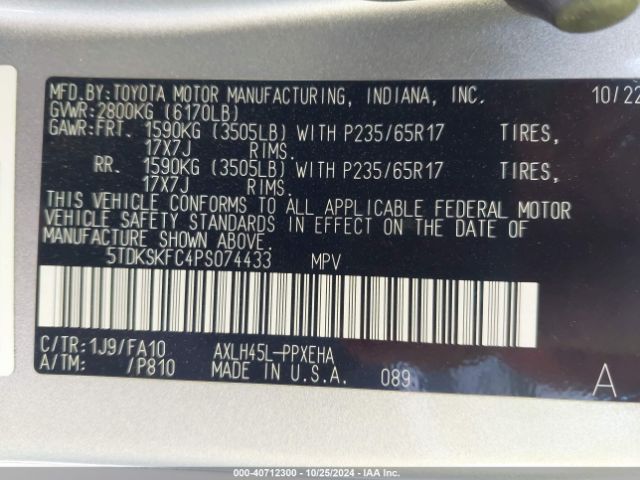 MFD.BY:TOYOTA MOTOR MANUFACTURING, INDIANA, INC. 10/22
GVWR:2800KG (6170LB)
GAWR:FRT. 1590KG (3505LB) WITH P235/65R17 TIRES,
17X7J RIMS.
RR. 1590KG (3505LB) WITH P235/65R17 TIRES,
17X7J RIMS.
THIS VEHICLE CONFORMS TO ALL APPLICABLE FEDERAL MOTOR
VEHICLE SAFETY STANDARDS IN EFFECT ON THE DATE OF
MANUFACTURE SHOWN ABOVE.
5TDKSKFC4PS074433 MPV
C/TR:1J9/FA10 AXLH45L-PPXEHA
A/TM: /P810 MADE IN U.S.A. 089 A
000-40712300 - 10/25/2024 - IAA Inc.